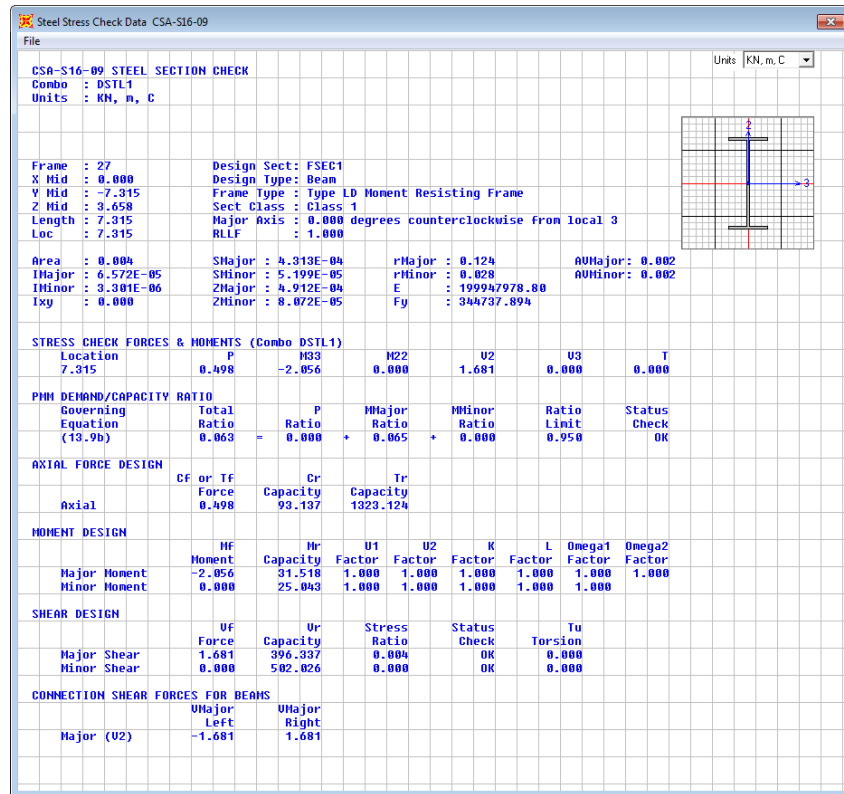 Steel Stress Check Data CSA-S16-09
File
Units KN, m, C
CSA-S16-09 STEEL SECTION CHECK
Combo : DSTL1
Units : KN, m, C
2
3
Frame : 27 Design Sect: FSEC1
X Mid : 0.000 Design Type: Beam
Y Mid : -7.315 Frame Type : Type LD Moment Resisting Frame
Z Mid : 3.658 Sect Class : Class 1
Length : 7.315 Major Axis : 0.000 degrees counterclockwise from local 3
Loc : 7.315 RLLF : 1.000
Area : 0.004 SMajor : 4.313E-04 rMajor : 0.124 AVMajor: 0.002
IMajor : 6.572E-05 SMinor : 5.199E-05 rMinor : 0.028 AVMinor: 0.002
IMinor : 3.301E-06 ZMajor : 4.912E-04 E : 199947978.80
Ixy : 0.000 ZMinor : 8.072E-05 Fy : 344737.894
STRESS CHECK FORCES & MOMENTS (Combo DSTL1)
Location P M33 M22 V2 V3 T
7.315 0.498 -2.056 0.000 1.681 0.000 0.000
PMM DEMAND/CAPACITY RATIO
Governing Total P MMajor MMinor Ratio Status
Equation Ratio Ratio Ratio Ratio Limit Check
(13.9b) 0.063 = 0.000 + 0.065 + 0.000 0.950 OK
AXIAL FORCE DESIGN
Cf or Tf Cr Tr
Force Capacity Capacity
Axial 0.498 93.137 1323.124
MOMENT DESIGN
Mf Mr U1 U2 K L Omega1 Omega2
Moment Capacity Factor Factor Factor Factor Factor Factor
Major Moment -2.056 31.518 1.000 1.000 1.000 1.000 1.000 1.000
Minor Moment 0.000 25.043 1.000 1.000 1.000 1.000 1.000
SHEAR DESIGN
Vf Vr Stress Status Tu
Force Capacity Ratio Check Torsion
Major Shear 1.681 396.337 0.004 OK 0.000
Minor Shear 0.000 502.026 0.000 OK 0.000
CONNECTION SHEAR FORCES FOR BEAMS
VMajor VMajor
Left Right
Major (V2) -1.681 1.681